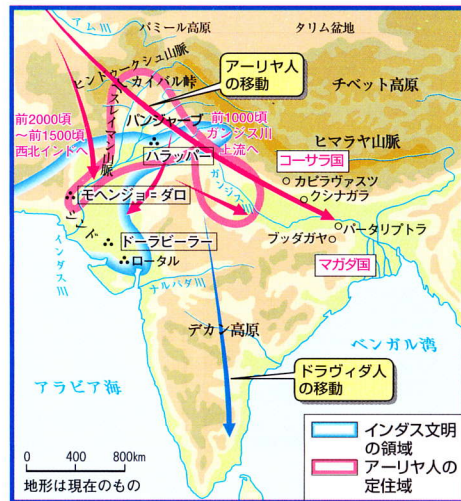 アム川
パミール高原
タリム盆地
ヒンドゥークシュ山脈
カイバル峠
アーリヤ人
の移動
チベット高原
スレイマン山脈
パンジャーブ
前2000頃
~前1500頃
西北インドへ
前1000頃
ガンジス川
上流へ
ハラッパー
ヒマラヤ山脈
コーサラ国
カピラヴァスツ
クシナガラ
ガンジス川
モヘンジョ=ダロ
シンド
インダス川
ドーラビーラー
ロータル
パータリプトラ
ブッダガヤ
マガダ国
ナルバダ川
デカン高原
ベンガル湾
アラビア海
ドラヴィダ人
の移動
0 400 800km
地形は現在のもの
インダス文明
の領域
アーリヤ人の
定住域